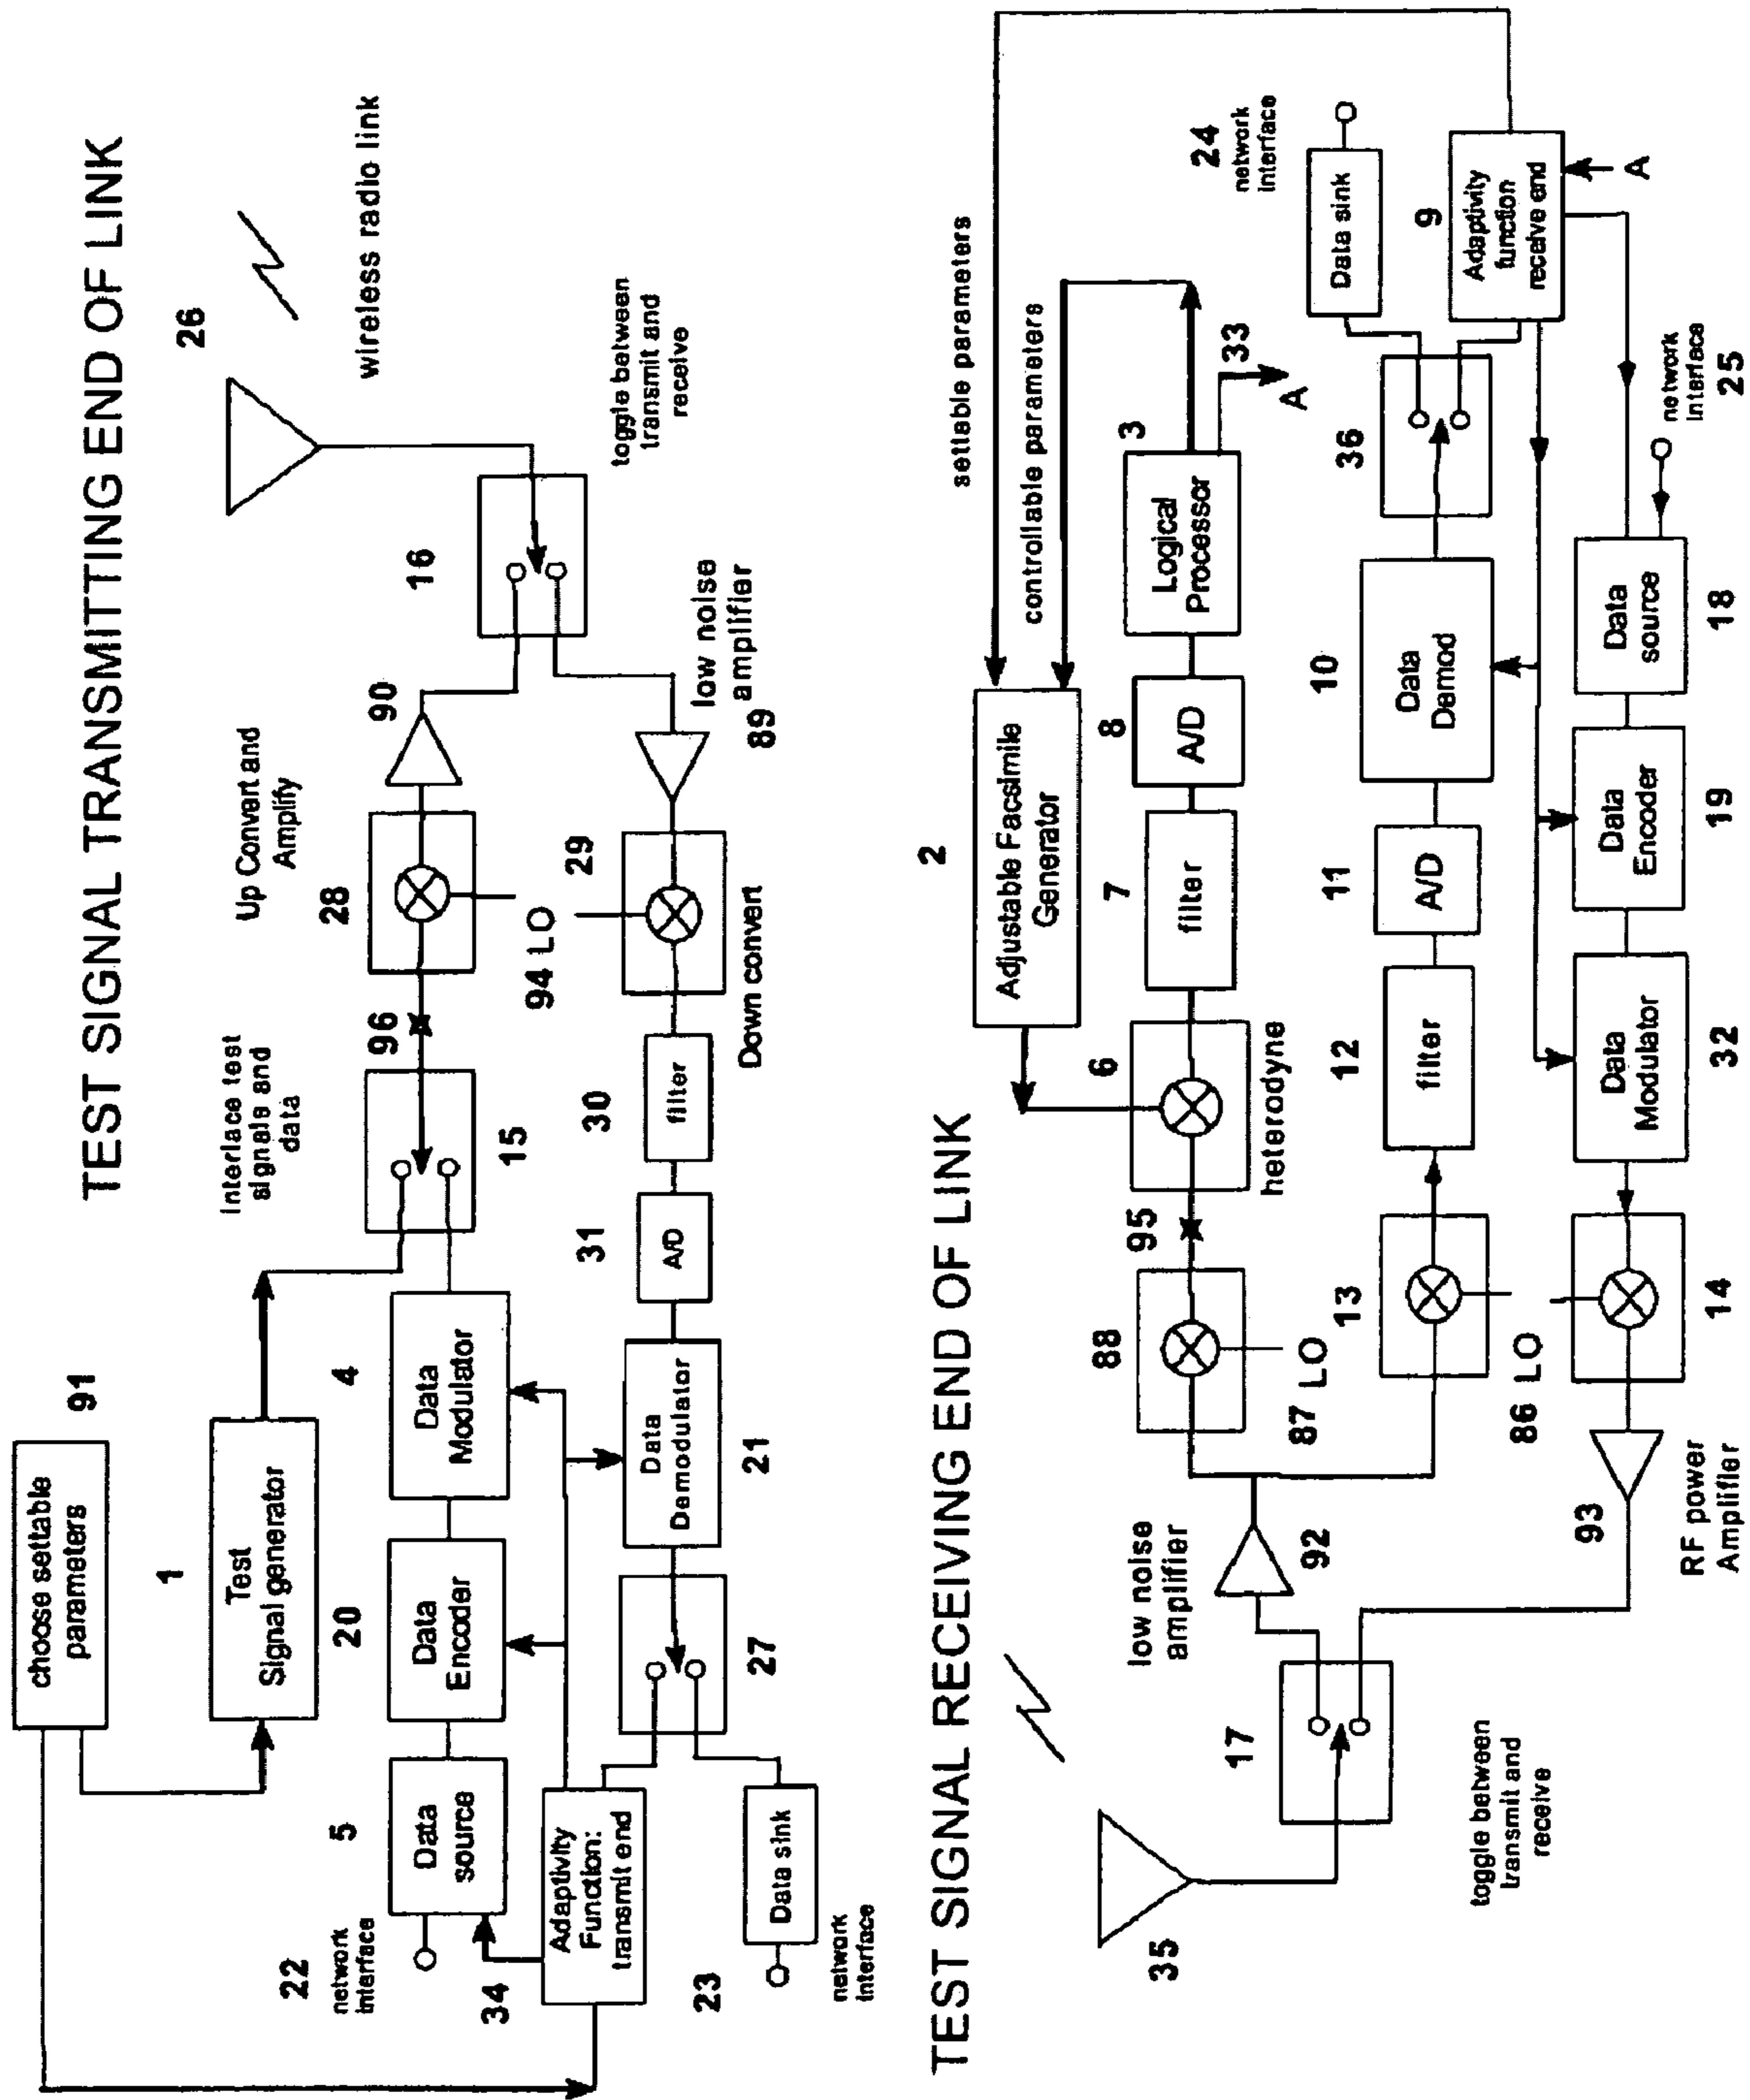 TEST SIGNAL TRANSMITTING END OF LINK
choose setable
parameters
91
1
Test
Signal generator
Interlace test
signals and
data
Up Convert and
Amplify
26
wireless radio link
22
network
interface
5
Data
source
20
Data
Encoder
4
Data
Modulator
15
96
28
90
16
toggle between
transmit and
receive
94 LO
34
Adaptivity
Function:
transmit end
27
Data
Demodulator
21
31
A/D
30
filter
29
Down convert
low noise
amplifier
89
23
Data sink
network
interface
TEST SIGNAL RECEIVING END OF LINK
settable parameters
controllable parameters
2
Adjustable Facsimile
Generator
35
17
toggle between
transmit and
receive
low noise
amplifier
92
88
87 LO
95
6
heterodyne
7
filter
8
A/D
3
Logical
Processor
33
A
13
12
filter
11
A/D
10
Data
Demod
36
24
network
interface
Data sink
9
Adaptivity
function
receive end
A
86 LO
93
RF power
Amplifier
14
Data
Modulator
32
Data
Encoder
19
Data
source
18
network
interface
25